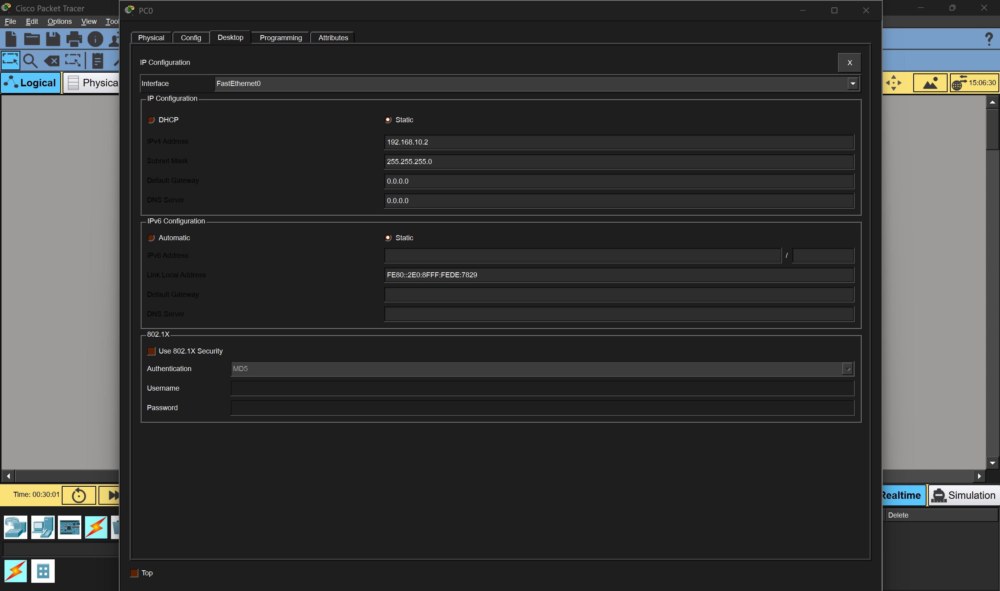 Cisco Packet Tracer
PC0
File Edit Options View Tool
Physical Config Desktop Programming Attributes
IP Configuration
X
Logical
Physica
Interface FastEthernet0
15:06:30
IP Configuration
DHCP Static
IPv4 Address 192.168.10.2
Subnet Mask 255.255.255.0
Default Gateway 0.0.0.0
DNS Server 0.0.0.0
IPv6 Configuration
Automatic Static
IPv6 Address /
Link Local Address FE80::2E0:8FFF:FEDE:7829
Default Gateway
DNS Server
802.1X
Use 802.1X Security
Authentication MD5
Username
Password
Time: 00:30:01
Realtime
Simulation
Delete
Top